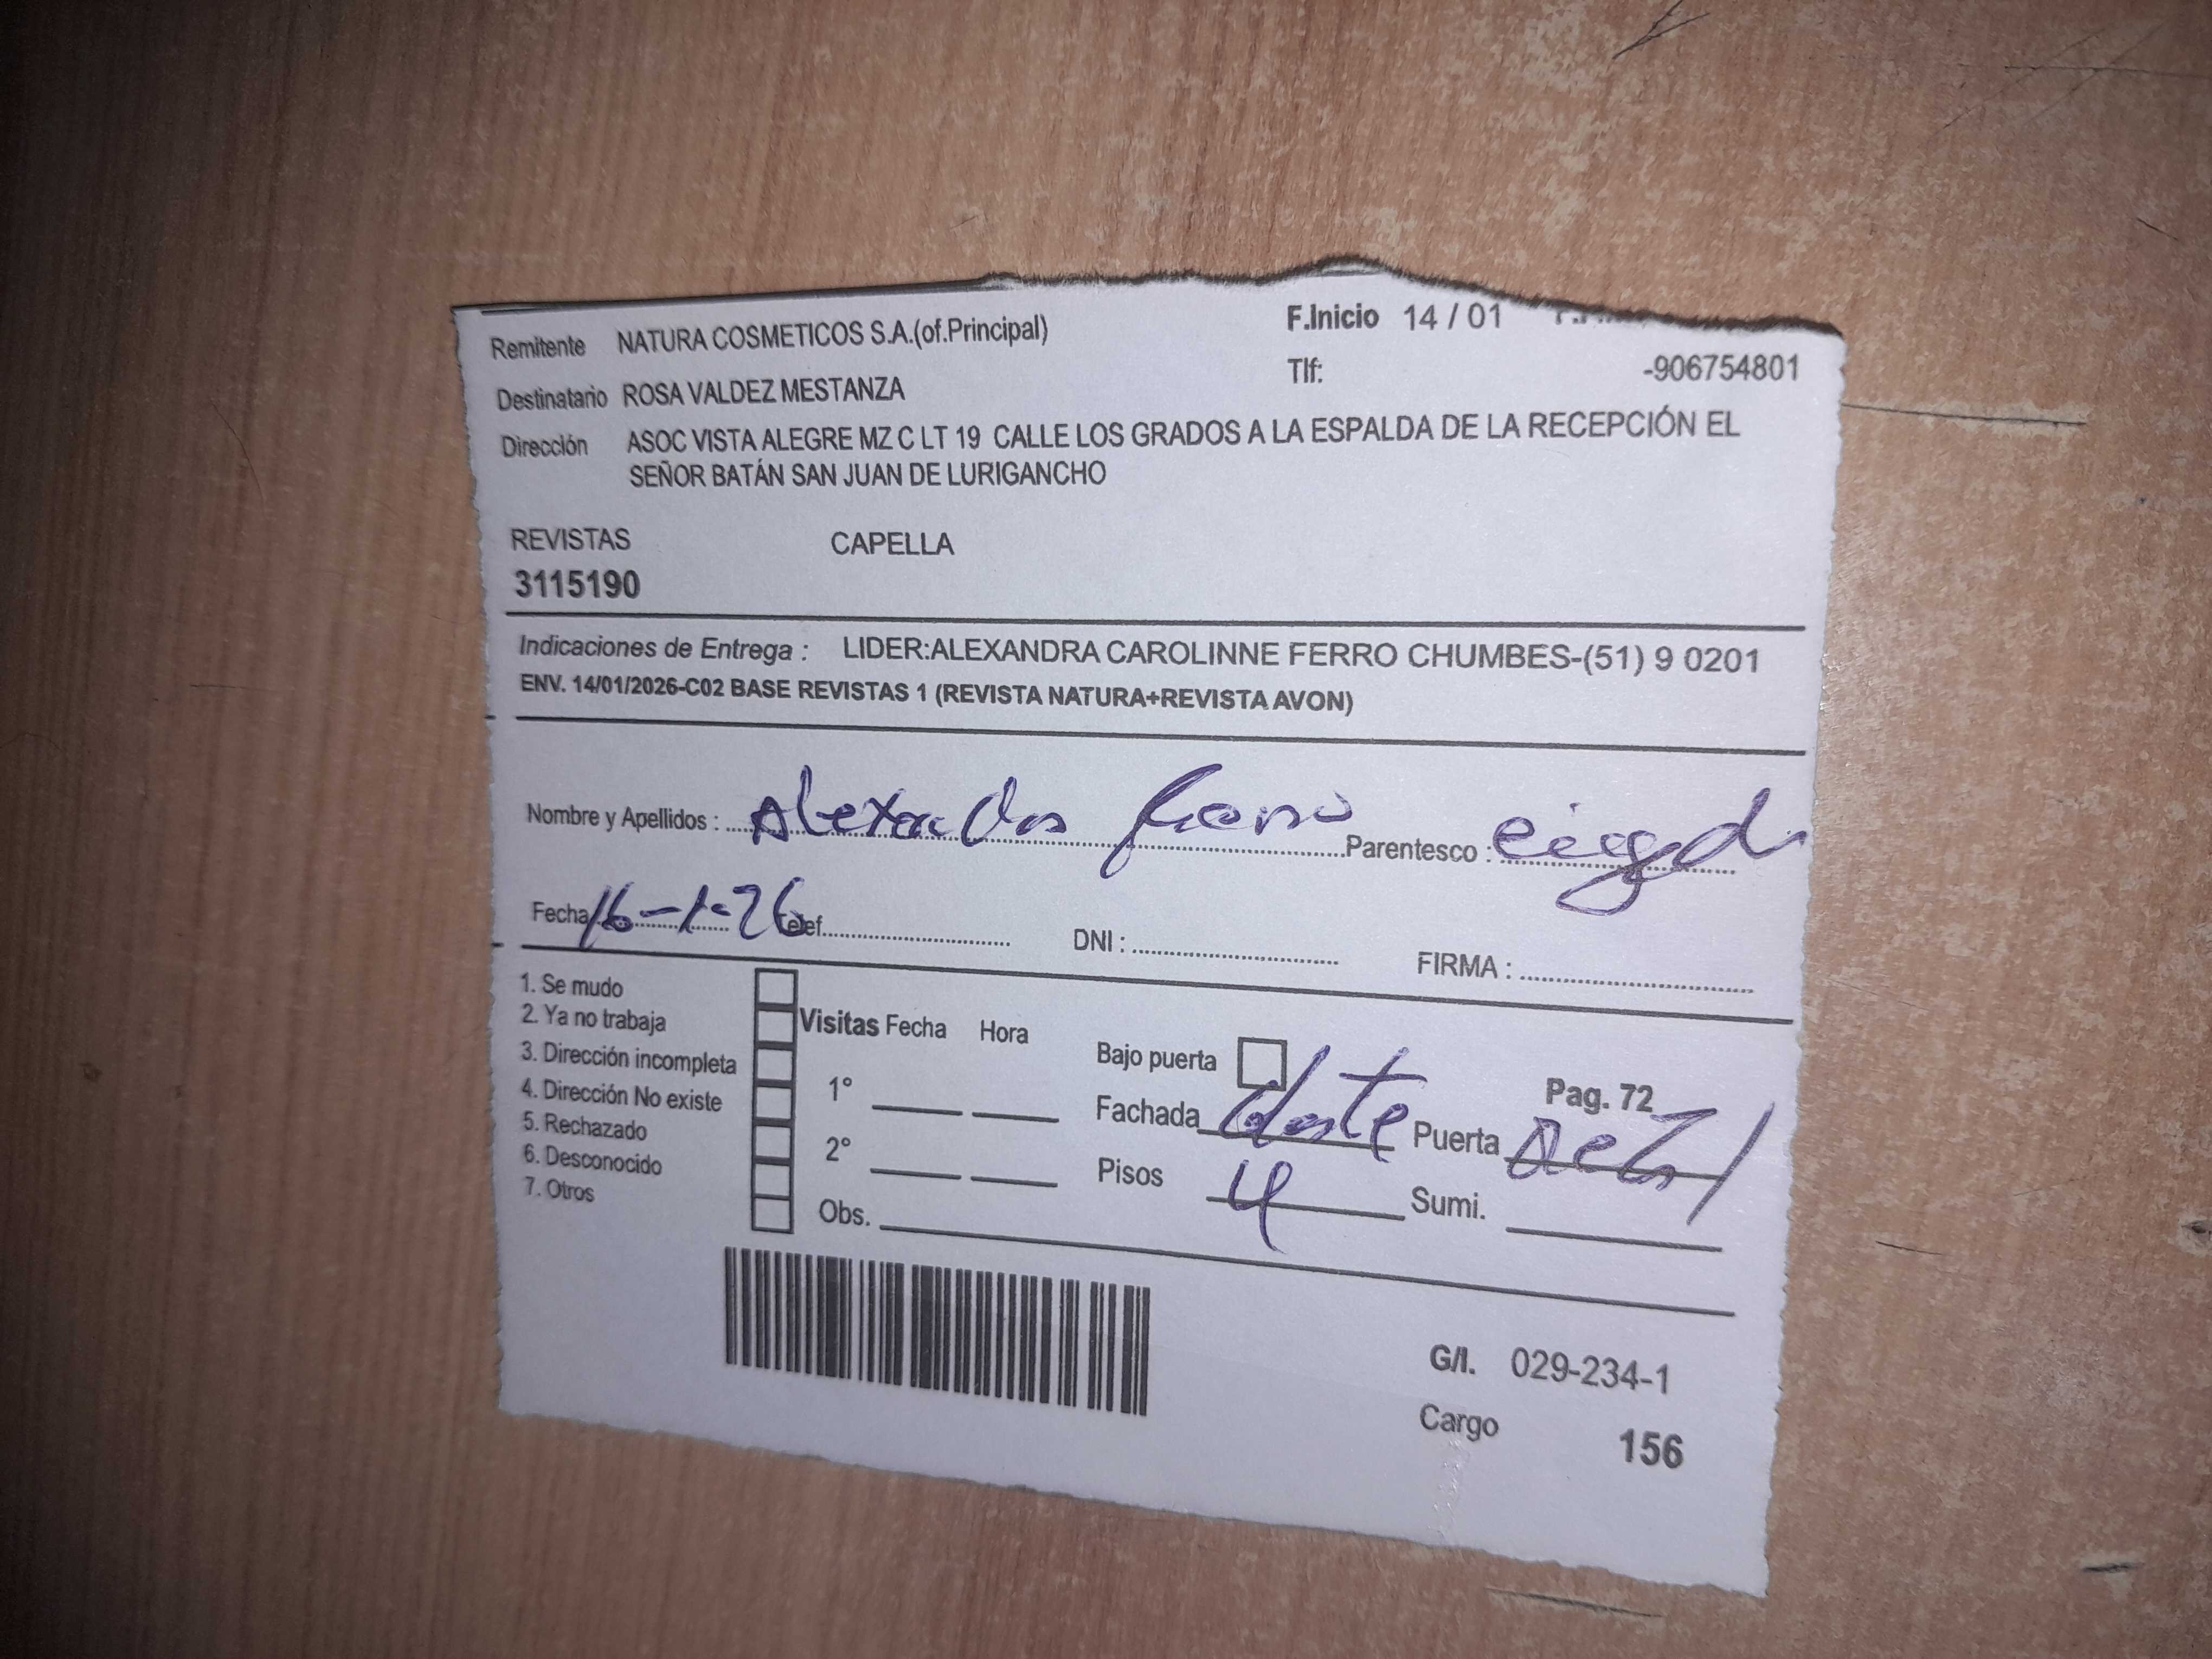 Remitente NATURA COSMETICOS S.A.(of.Principal) F.Inicio 14 / 01
Tlf: -906754801
Destinatario ROSA VALDEZ MESTANZA
Dirección ASOC VISTA ALEGRE MZ C LT 19 CALLE LOS GRADOS A LA ESPALDA DE LA RECEPCIÓN EL
SEÑOR BATÁN SAN JUAN DE LURIGANCHO
REVISTAS CAPELLA
3115190
Indicaciones de Entrega : LIDER:ALEXANDRA CAROLINNE FERRO CHUMBES-(51) 9 0201
ENV. 14/01/2026-C02 BASE REVISTAS 1 (REVISTA NATURA+REVISTA AVON)
Nombre y Apellidos : Parentesco :
Fecha 16-1-26 Telef. DNI : FIRMA :
1. Se mudo
2. Ya no trabaja
3. Dirección incompleta
4. Dirección No existe
5. Rechazado
6. Desconocido
7. Otros
Visitas Fecha Hora
1°
2°
Obs.
Bajo puerta Pag. 72
Fachada Puerta
Pisos 4 Sumi.
G/I. 029-234-1
Cargo 156